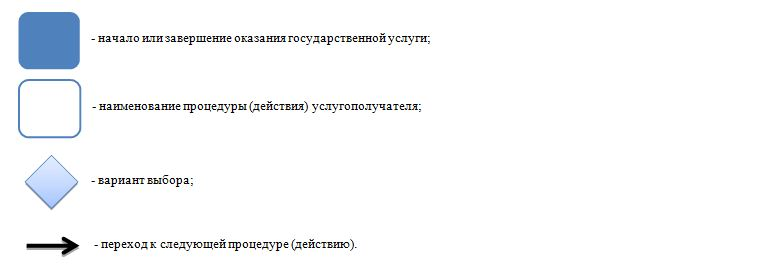 - начало или завершение оказания государственной услуги;
- наименование процедуры (действия) услугополучателя;
- вариант выбора;
- переход к следующей процедуре (действию).